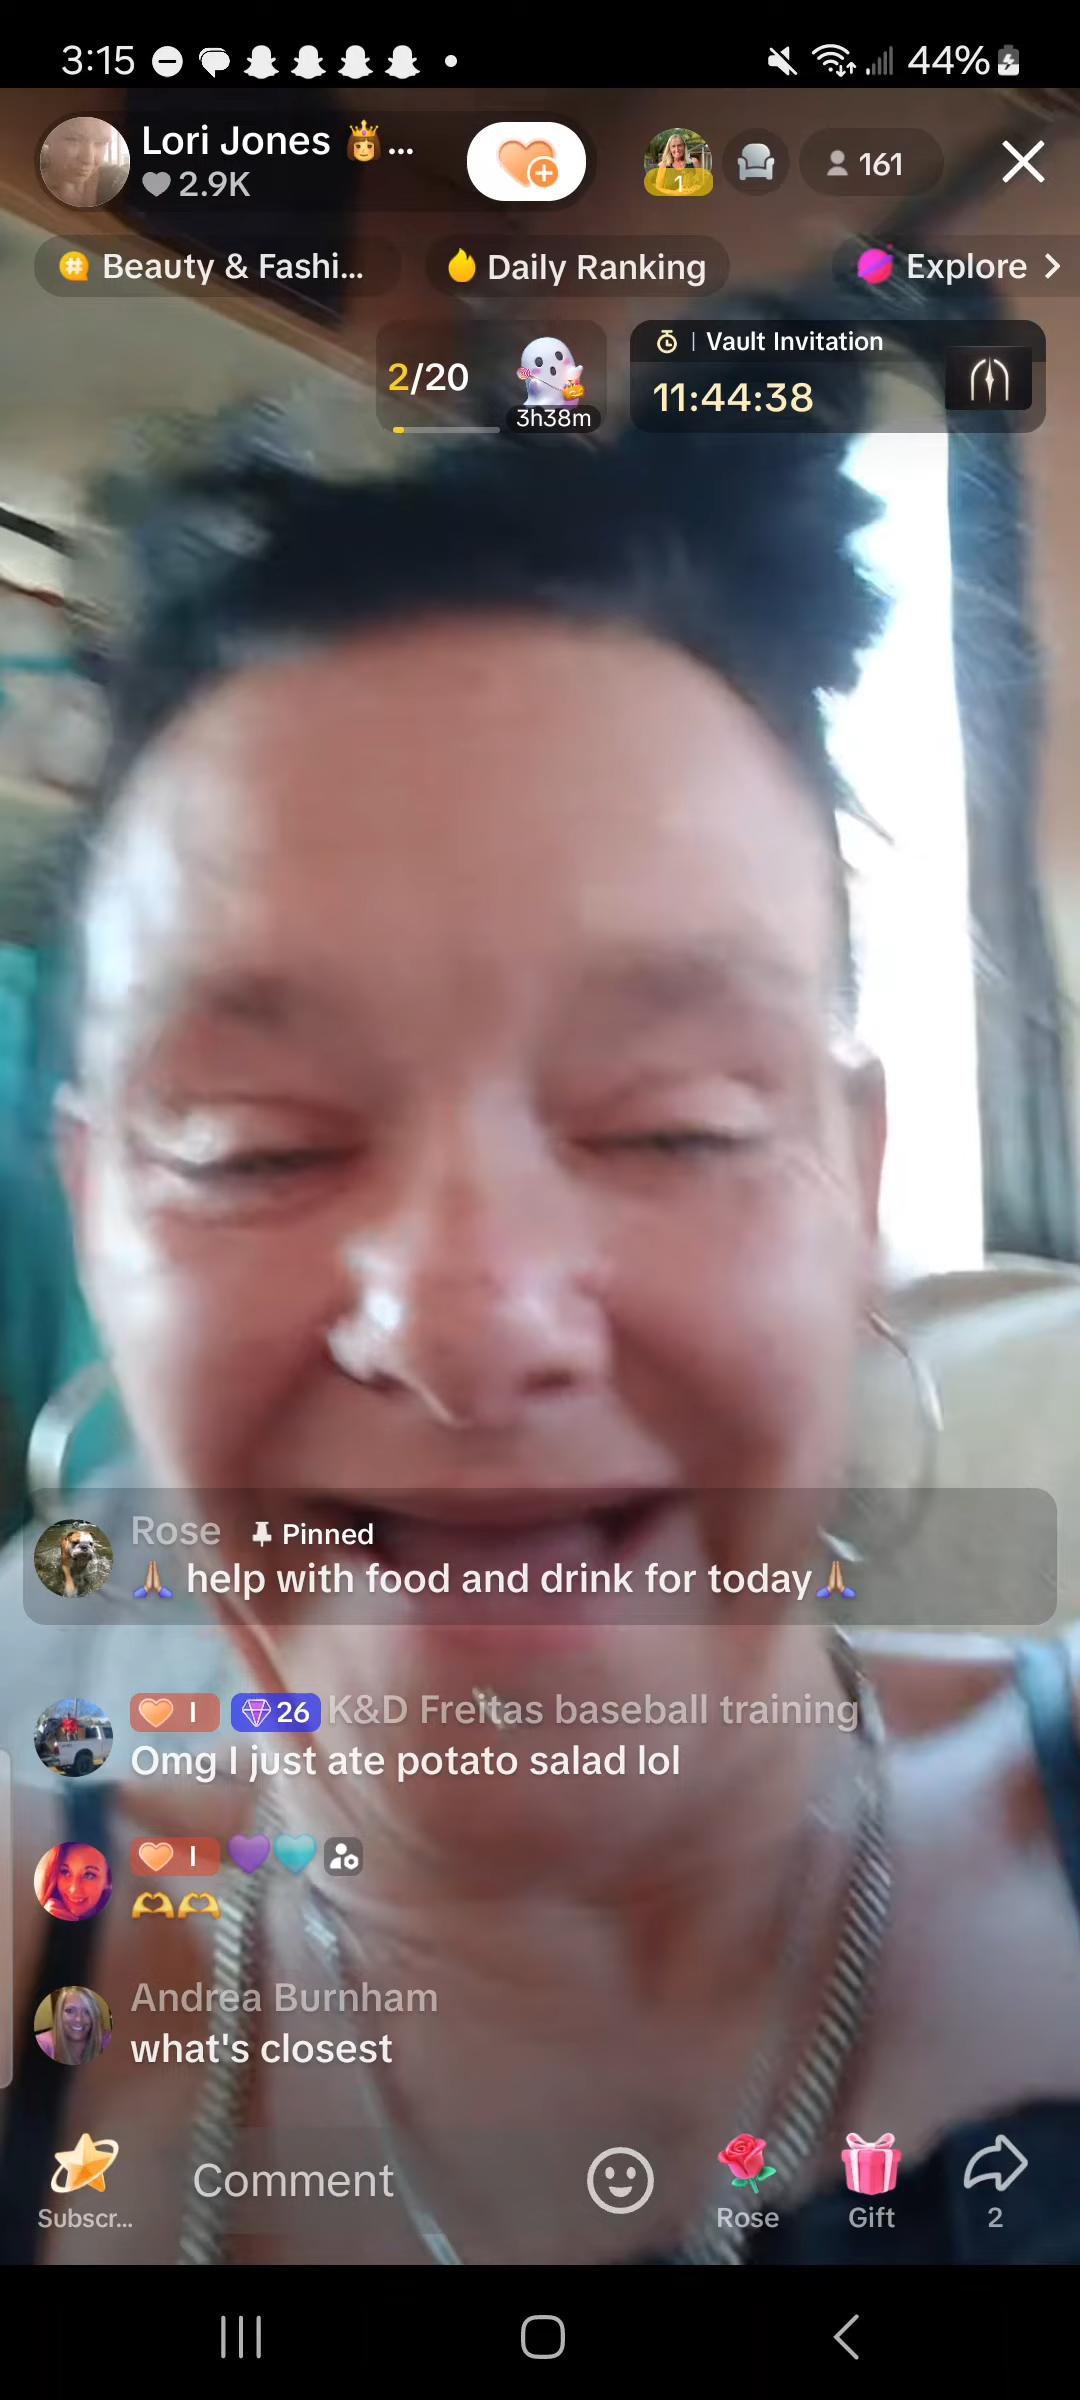 3:15
44%
Lori Jones 👸...
2.9K
1
161
Beauty & Fashi...
Daily Ranking
Explore
2/20
3h38m
Vault Invitation
11:44:38
Rose
Pinned
🙏 help with food and drink for today🙏
I
26
K&D Freitas baseball training
Omg I just ate potato salad lol
I
💜🩵
🫶🫶
Andrea Burnham
what's closest
Subscr...
Comment
Rose
Gift
2